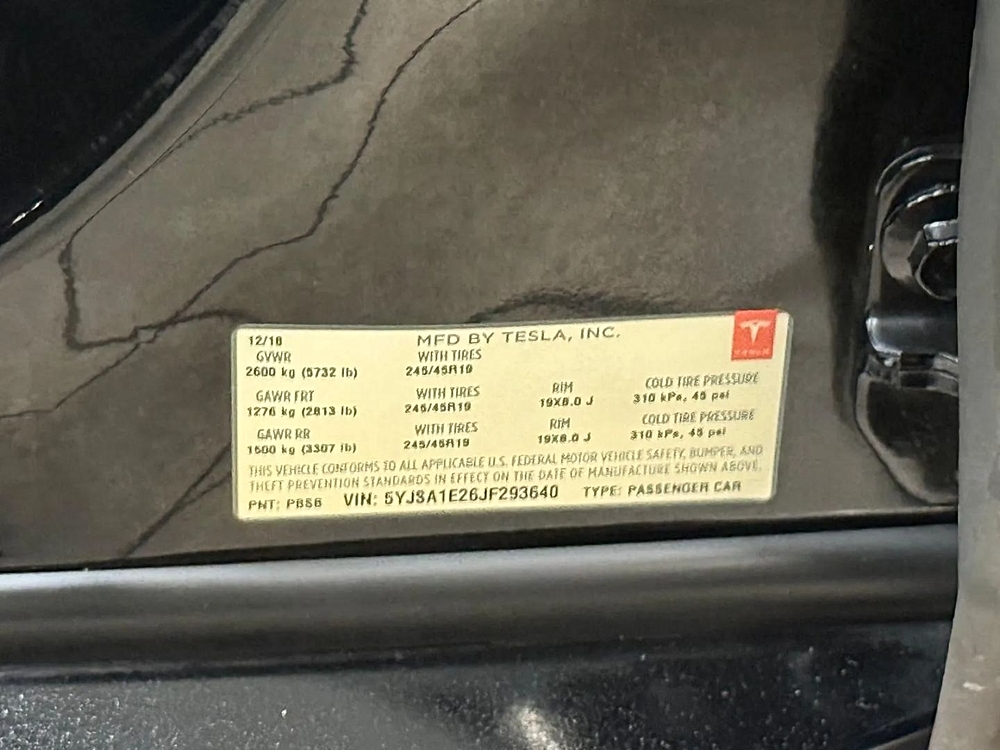 12/18 MFD BY TESLA, INC.
GVWR WITH TIRES
2600 kg (5732 lb) 245/45R19
GAWR FRT WITH TIRES RIM COLD TIRE PRESSURE
1276 kg (2813 lb) 245/45R19 19X8.0 J 310 kPa, 45 psi
GAWR RR WITH TIRES RIM COLD TIRE PRESSURE
1500 kg (3307 lb) 245/45R19 19X8.0 J 310 kPa, 45 psi
THIS VEHICLE CONFORMS TO ALL APPLICABLE U.S. FEDERAL MOTOR VEHICLE SAFETY, BUMPER, AND
THEFT PREVENTION STANDARDS IN EFFECT ON THE DATE OF MANUFACTURE SHOWN ABOVE.
PNT: PBSB VIN: 5YJSA1E26JF293640 TYPE: PASSENGER CAR